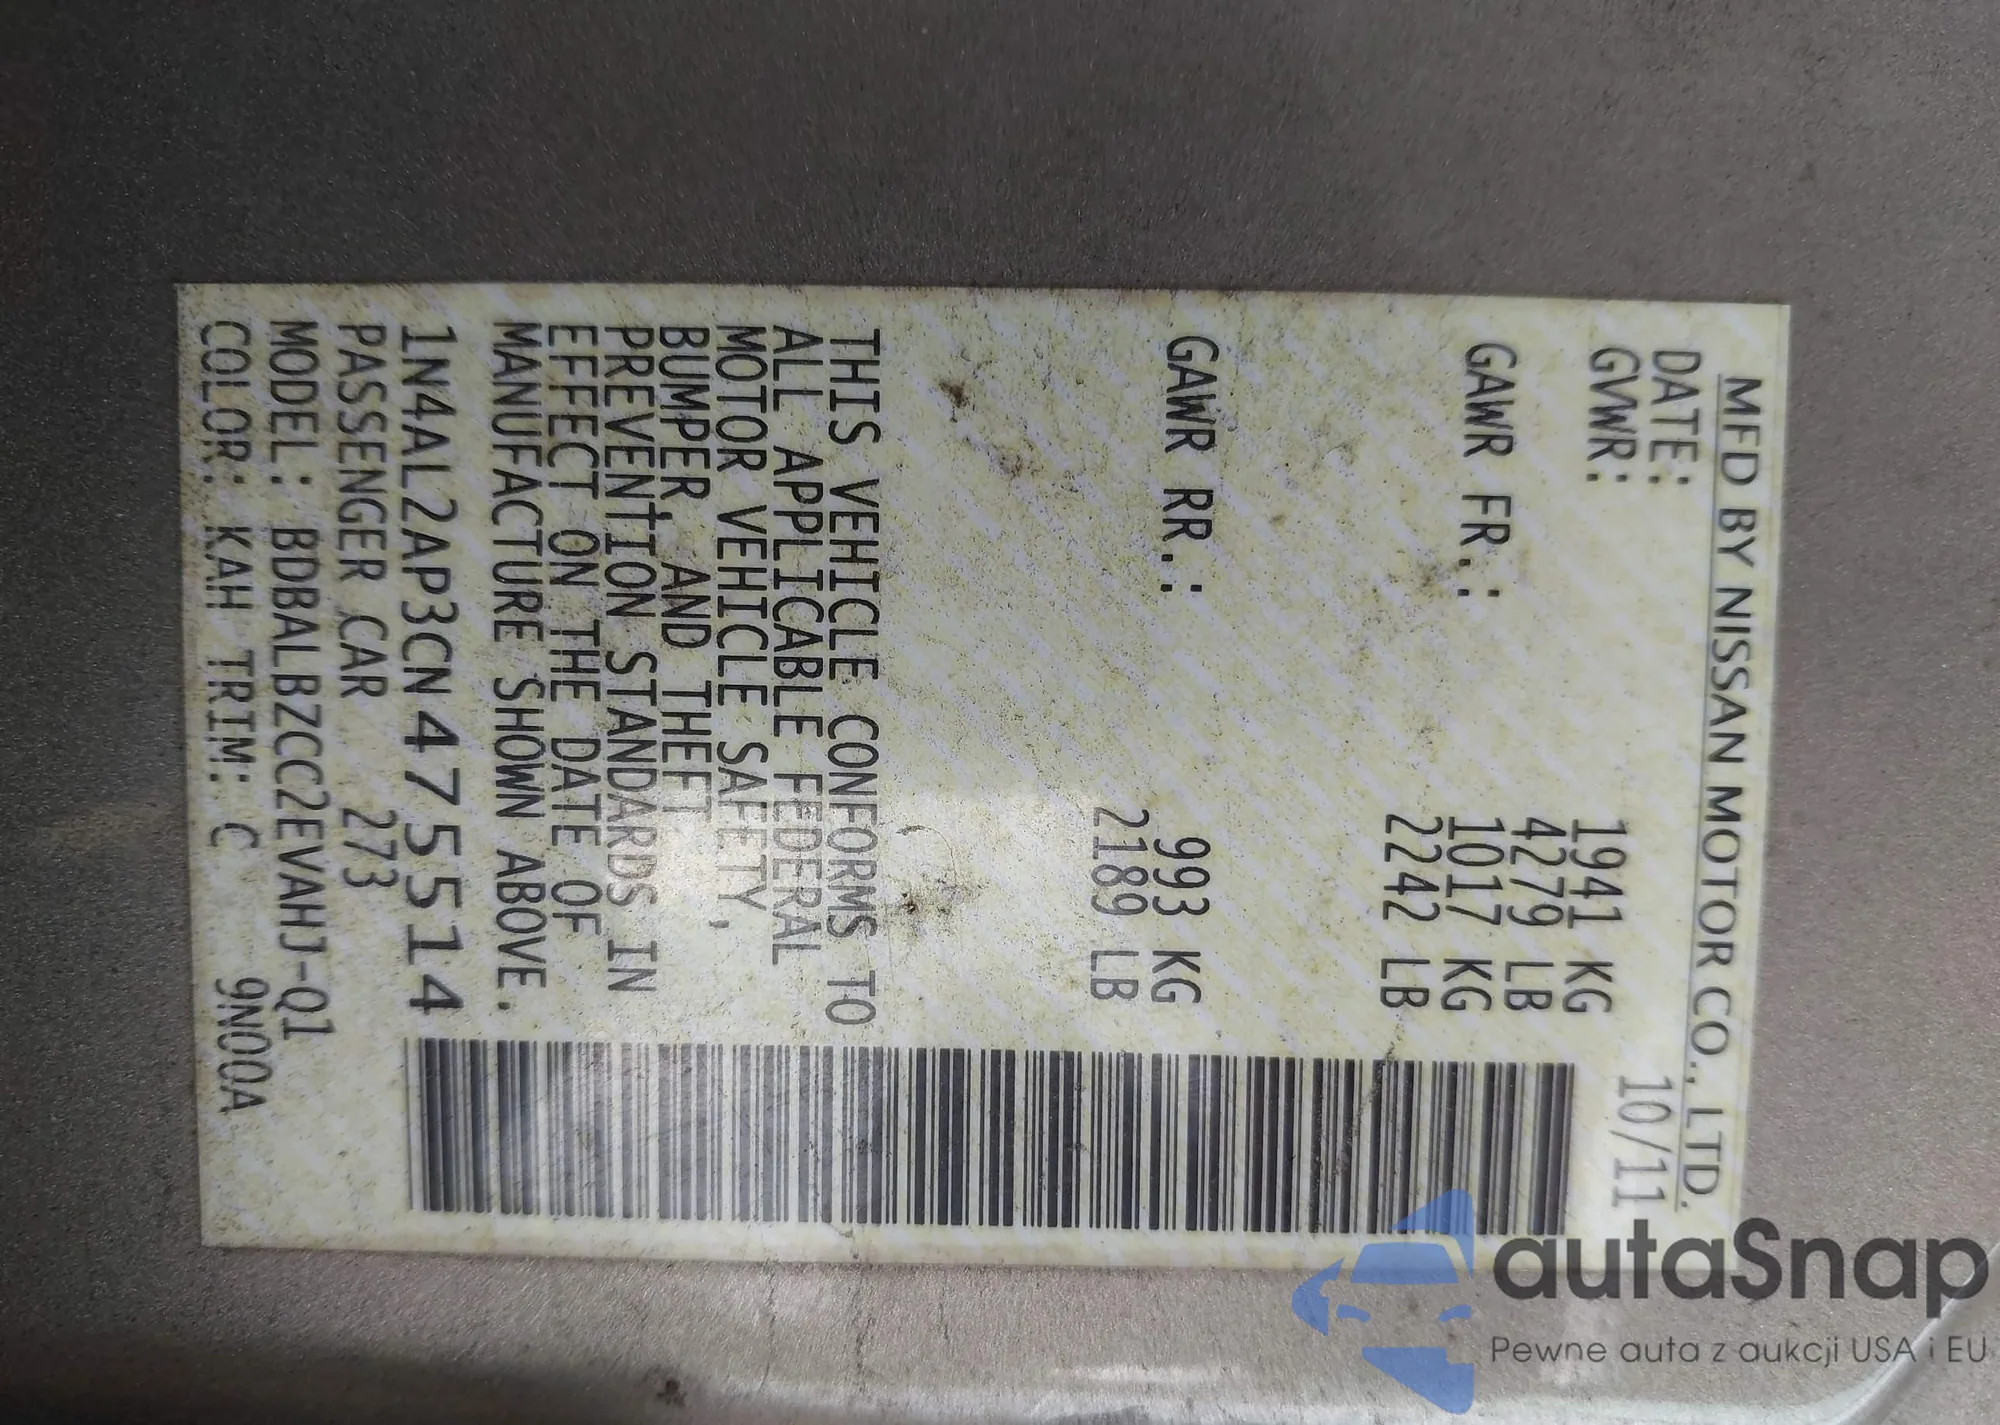 MFD BY NISSAN MOTOR CO., LTD.
DATE: 10/11
GVWR: 1941 KG
4279 LB
GAWR FR.: 1017 KG
2242 LB
GAWR RR.: 993 KG
2189 LB
THIS VEHICLE CONFORMS TO
ALL APPLICABLE FEDERAL
MOTOR VEHICLE SAFETY,
BUMPER, AND THEFT
PREVENTION STANDARDS IN
EFFECT ON THE DATE OF
MANUFACTURE SHOWN ABOVE.
1N4AL2AP3CN475514
PASSENGER CAR 273
MODEL: BDBALBZCC2EVAHJ-Q1
COLOR: KAH TRIM: C 9N00A
autaSnap
Pewne auta z aukcji USA i EU